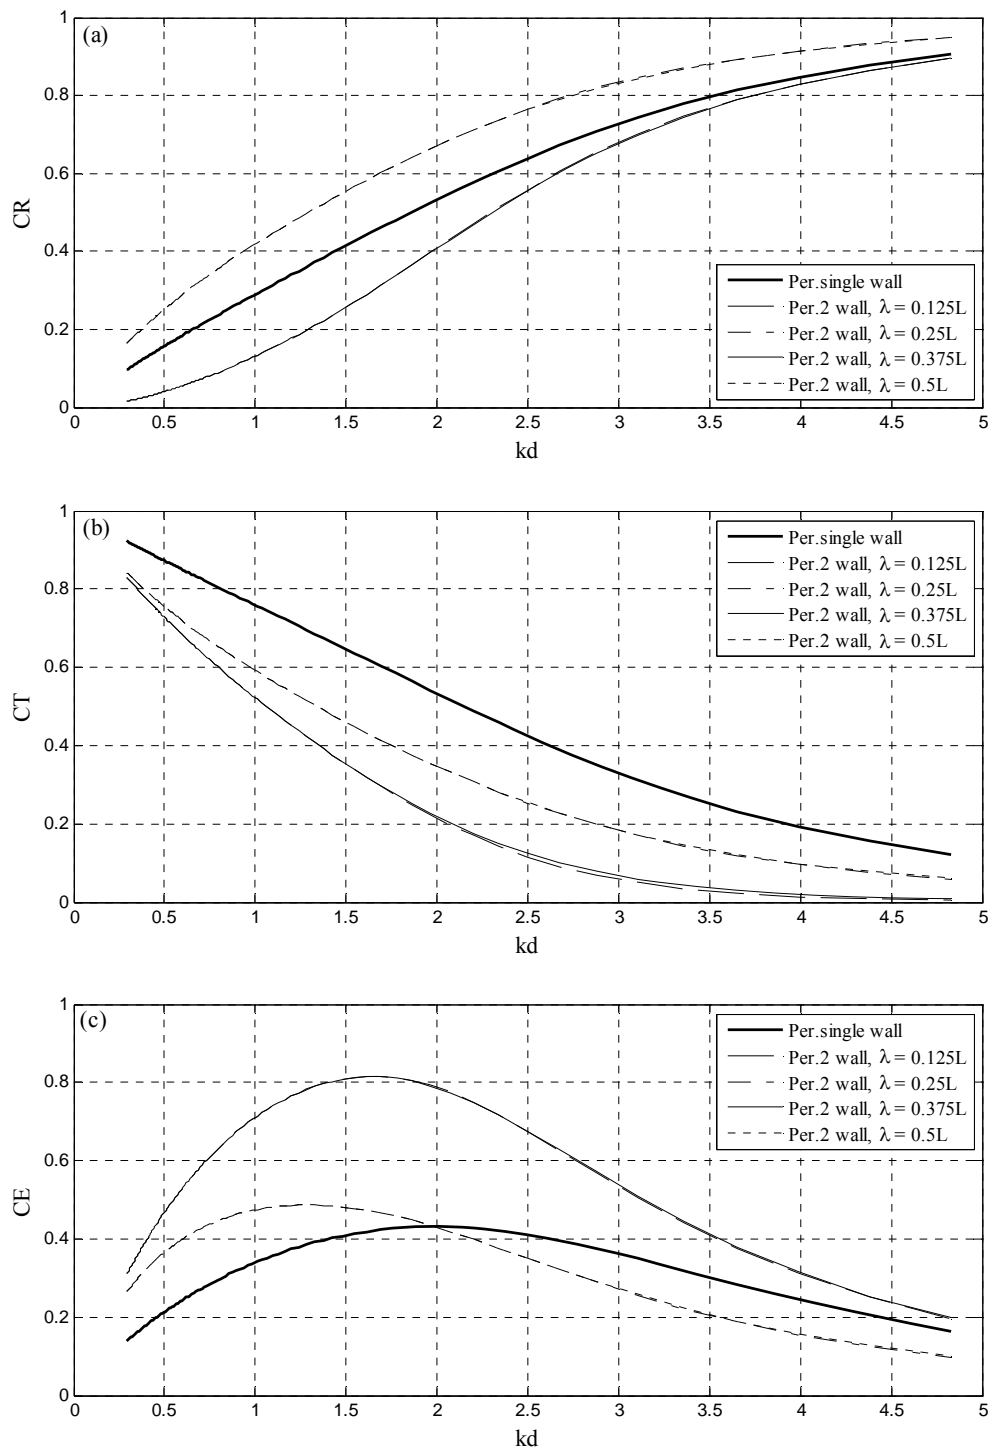 (a)
CR
1
0.8
0.6
0.4
0.2
0
0 0.5 1 1.5 2 2.5 3 3.5 4 4.5 5
kd
Per.single wall
Per.2 wall, λ = 0.125L
Per.2 wall, λ = 0.25L
Per.2 wall, λ = 0.375L
Per.2 wall, λ = 0.5L
(b)
CT
1
0.8
0.6
0.4
0.2
0
0 0.5 1 1.5 2 2.5 3 3.5 4 4.5 5
kd
Per.single wall
Per.2 wall, λ = 0.125L
Per.2 wall, λ = 0.25L
Per.2 wall, λ = 0.375L
Per.2 wall, λ = 0.5L
(c)
CE
1
0.8
0.6
0.4
0.2
0
0 0.5 1 1.5 2 2.5 3 3.5 4 4.5 5
kd
Per.single wall
Per.2 wall, λ = 0.125L
Per.2 wall, λ = 0.25L
Per.2 wall, λ = 0.375L
Per.2 wall, λ = 0.5L